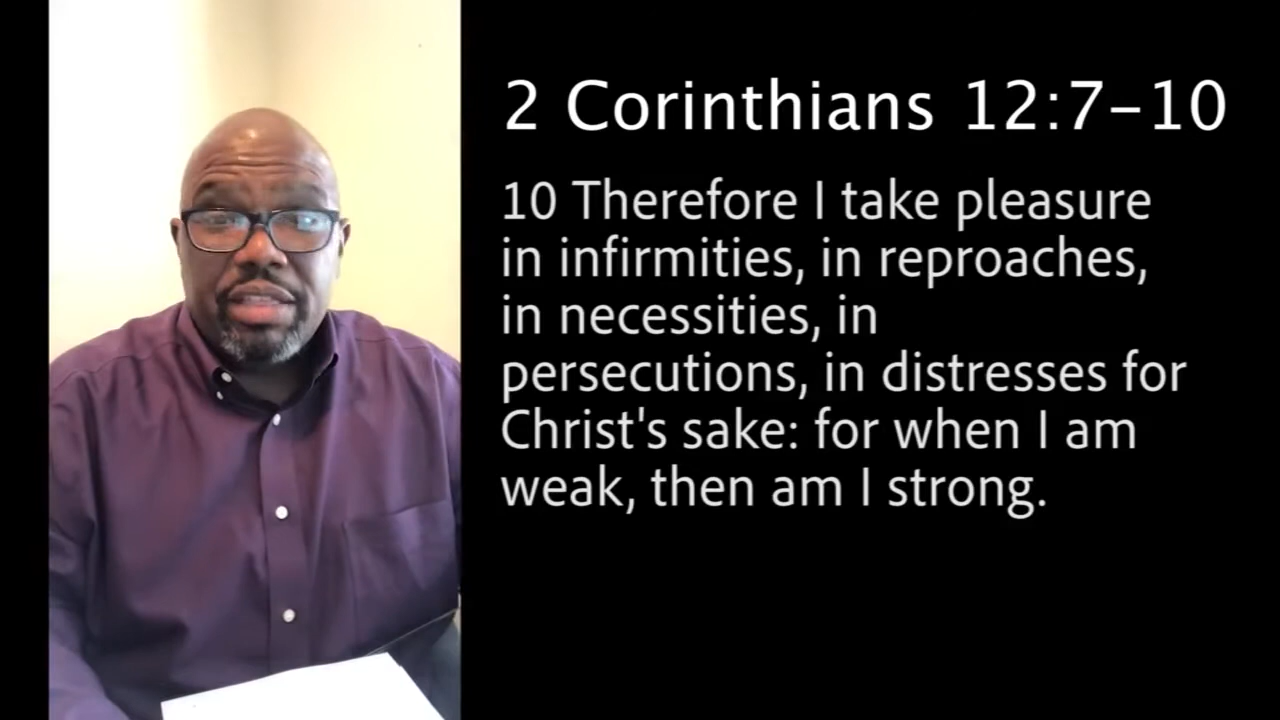 2 Corinthians 12:7–10
10 Therefore I take pleasure
in infirmities, in reproaches,
in necessities, in
persecutions, in distresses for
Christ's sake: for when I am
weak, then am I strong.